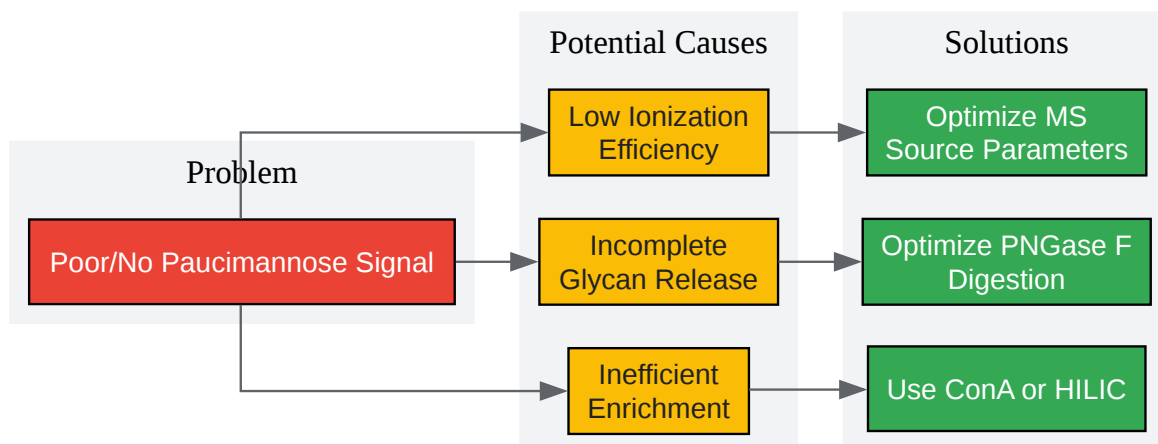 Potential Causes
Solutions
Low Ionization
Efficiency
Optimize MS
Source Parameters
Problem
Poor/No Paucimannose Signal
Incomplete
Glycan Release
Optimize PNGase F
Digestion
Inefficient
Enrichment
Use ConA or HILIC